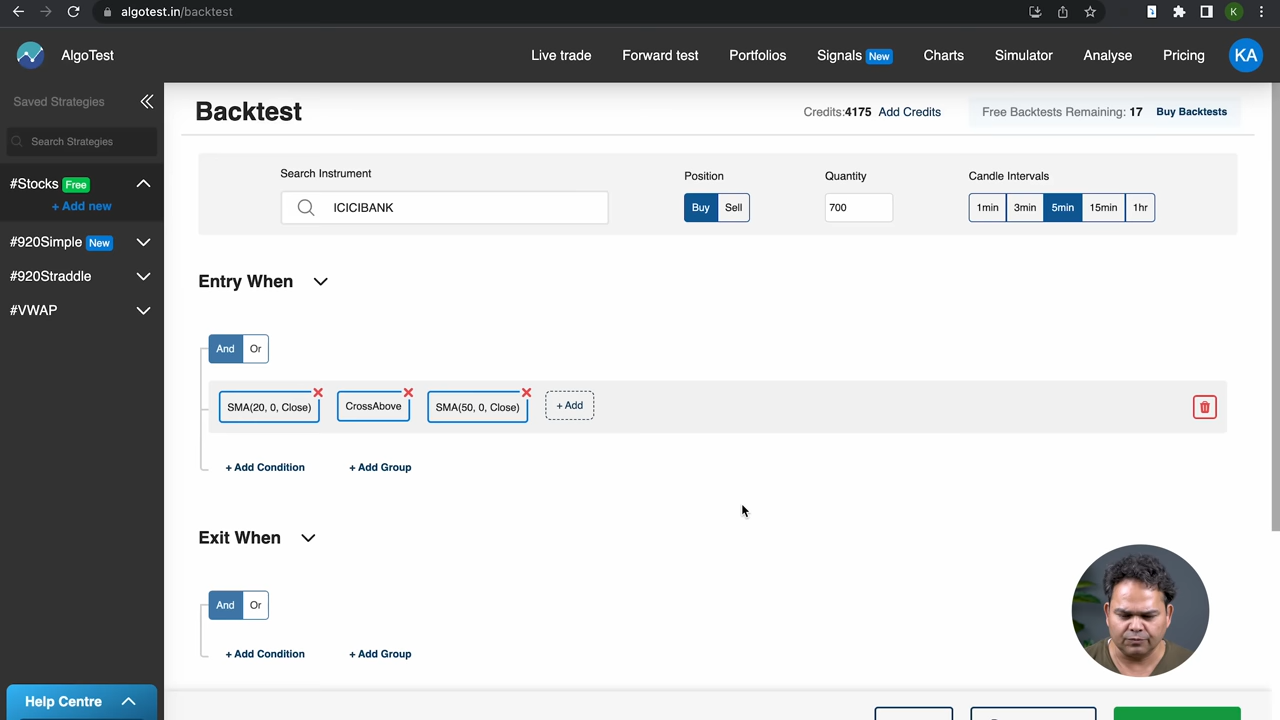 algotest.in/backtest
K
AlgoTest
Live trade
Forward test
Portfolios
Signals New
Charts
Simulator
Analyse
Pricing
KA
Saved Strategies
Search Strategies
#Stocks Free
+ Add new
#920Simple New
#920Straddle
#VWAP
Help Centre
Backtest
Credits:4175 Add Credits
Free Backtests Remaining: 17 Buy Backtests
Search Instrument
ICICIBANK
Position
Buy Sell
Quantity
700
Candle Intervals
1min 3min 5min 15min 1hr
Entry When
And Or
SMA(20, 0, Close) CrossAbove SMA(50, 0, Close) + Add
+ Add Condition + Add Group
Exit When
And Or
+ Add Condition + Add Group